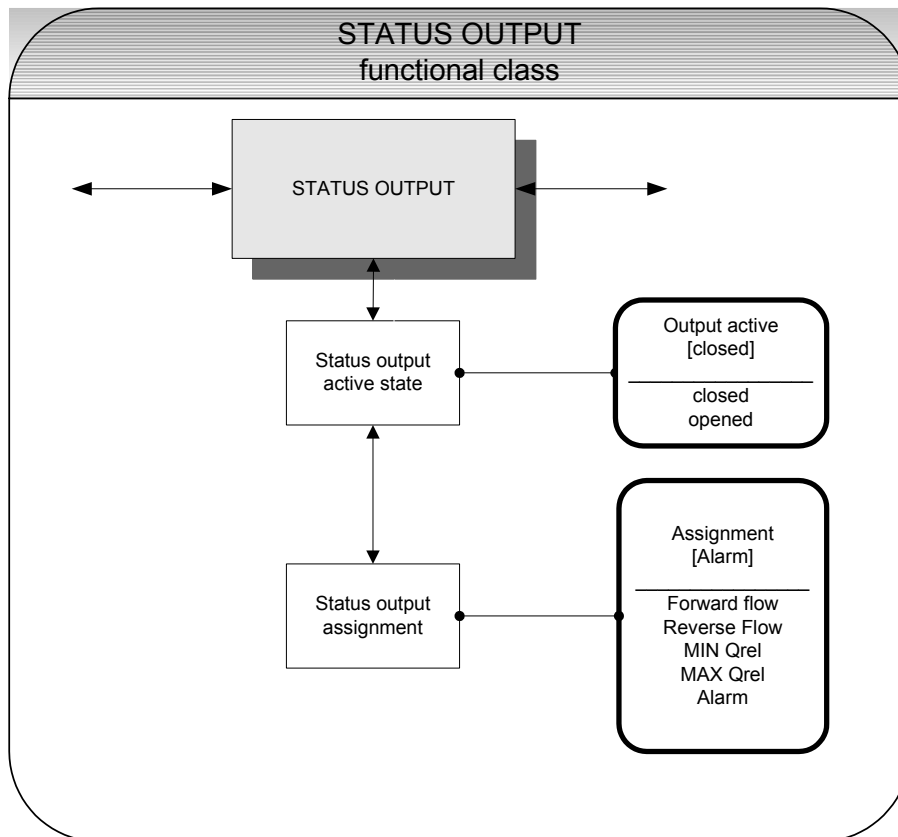 STATUS OUTPUT
functional class
STATUS OUTPUT
Status output
active state
Output active
[closed]
closed
opened
Status output
assignment
Assignment
[Alarm]
Forward flow
Reverse Flow
MIN Qrel
MAX Qrel
Alarm